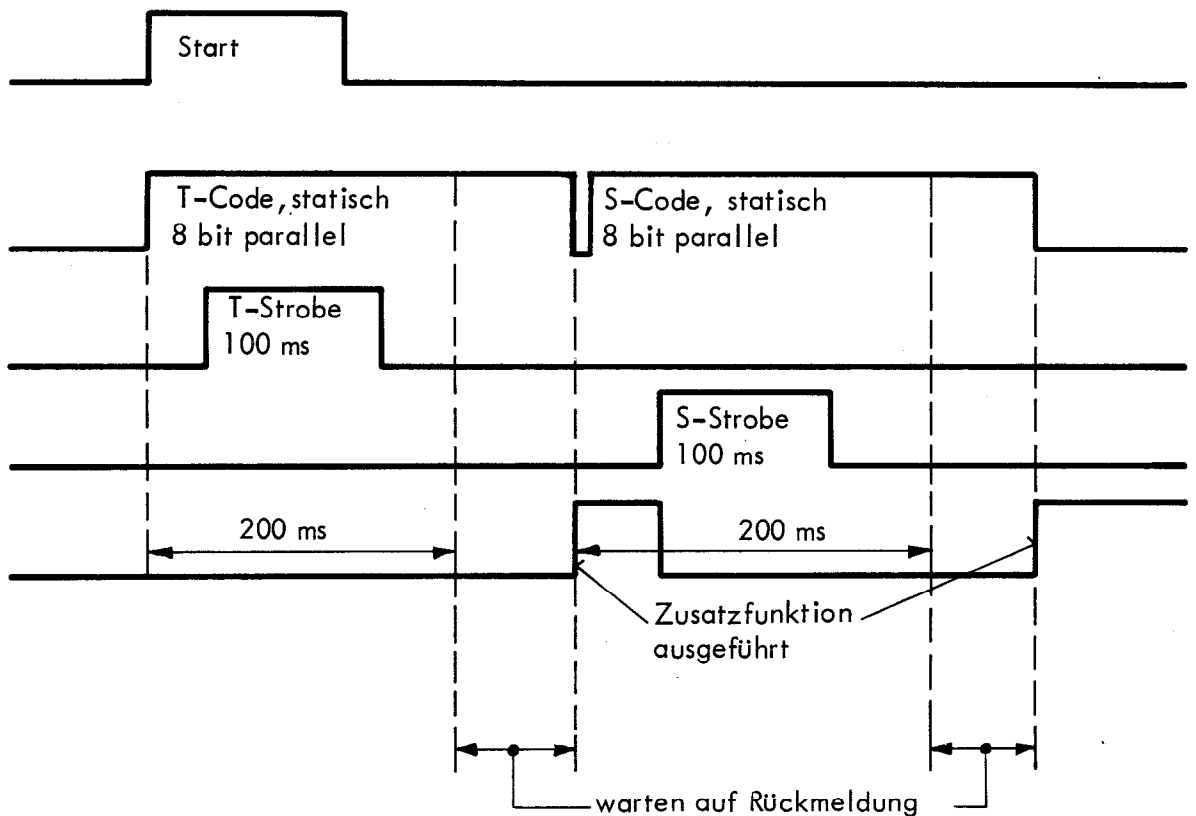 Start
T-Code, statisch
8 bit parallel
S-Code, statisch
8 bit parallel
T-Strobe
100 ms
S-Strobe
100 ms
200 ms
200 ms
Zusatzfunktion
ausgeführt
warten auf Rückmeldung